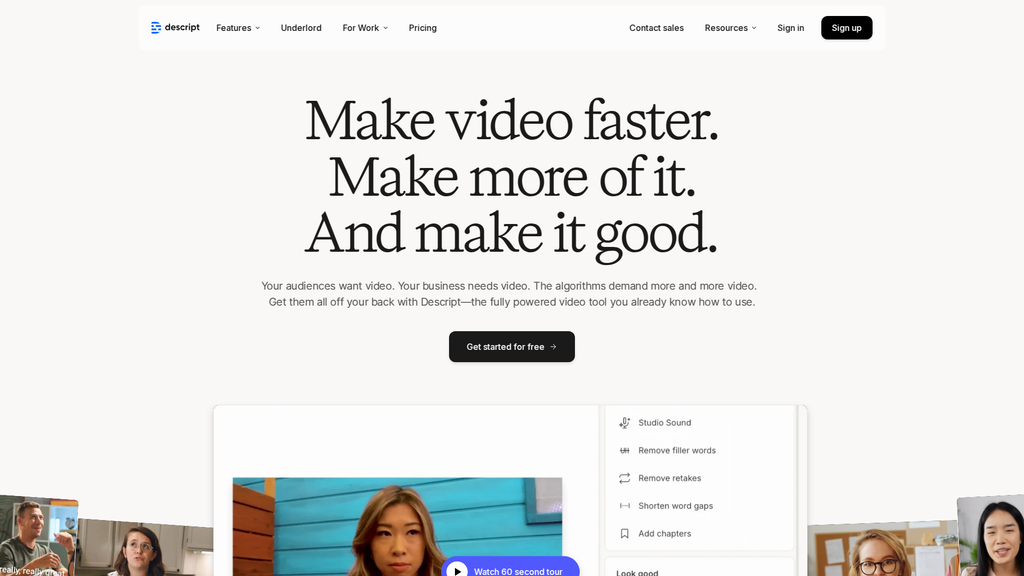 descript
Features
Underlord
For Work
Pricing
Contact sales
Resources
Sign in
Sign up
Make video faster.
Make more of it.
And make it good.
Your audiences want video. Your business needs video. The algorithms demand more and more video.
Get them all off your back with Descript—the fully powered video tool you already know how to use.
Get started for free →
Studio Sound
Remove filler words
Remove retakes
Shorten word gaps
Add chapters
Look good
Watch 60 second tour
really, really great